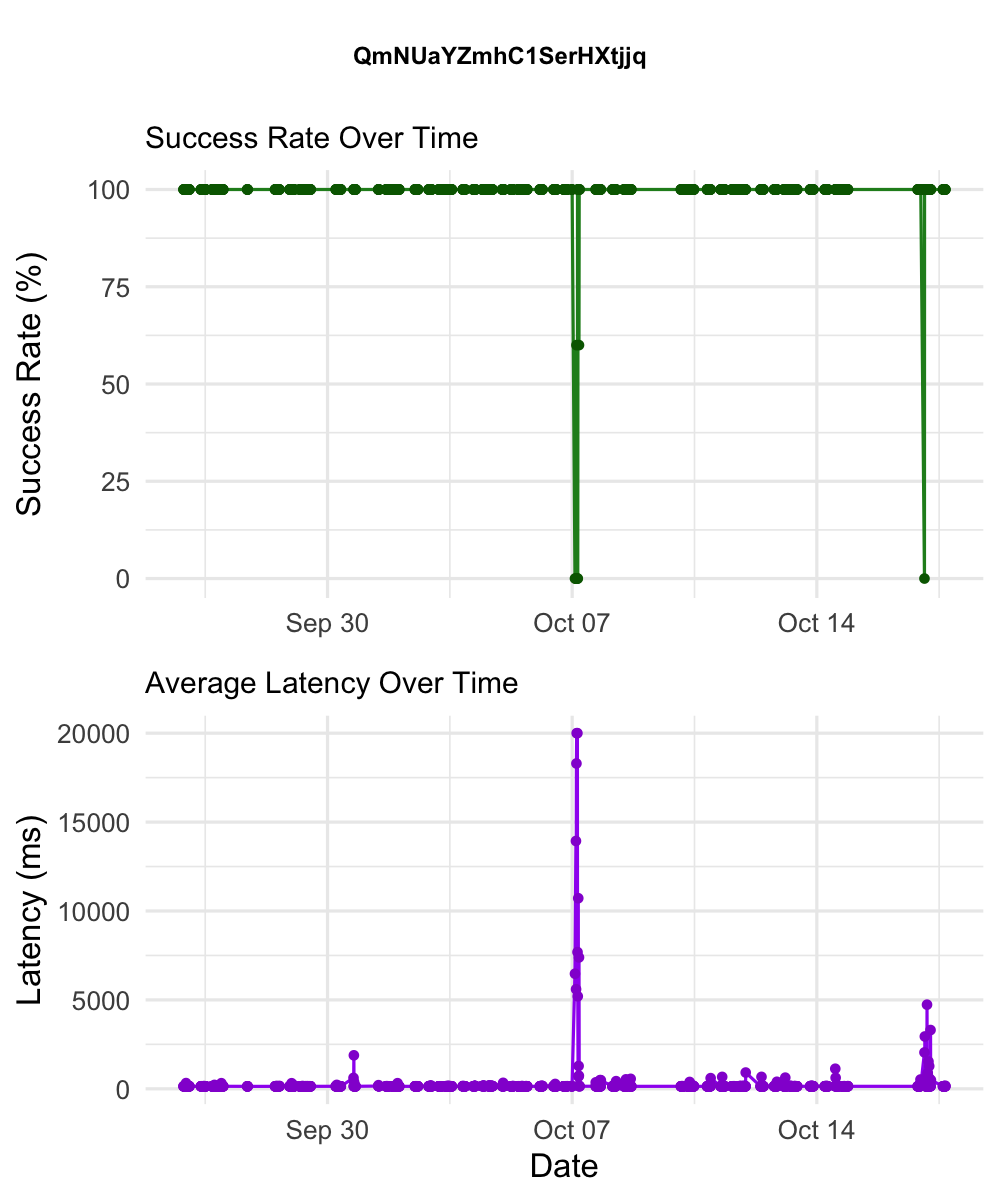 QmNUaYZmhC1SerHXtjjq
Success Rate Over Time
Success Rate (%)
100
75
50
25
0
Sep 30 Oct 07 Oct 14
Average Latency Over Time
Latency (ms)
20000
15000
10000
5000
0
Sep 30 Oct 07 Oct 14
Date